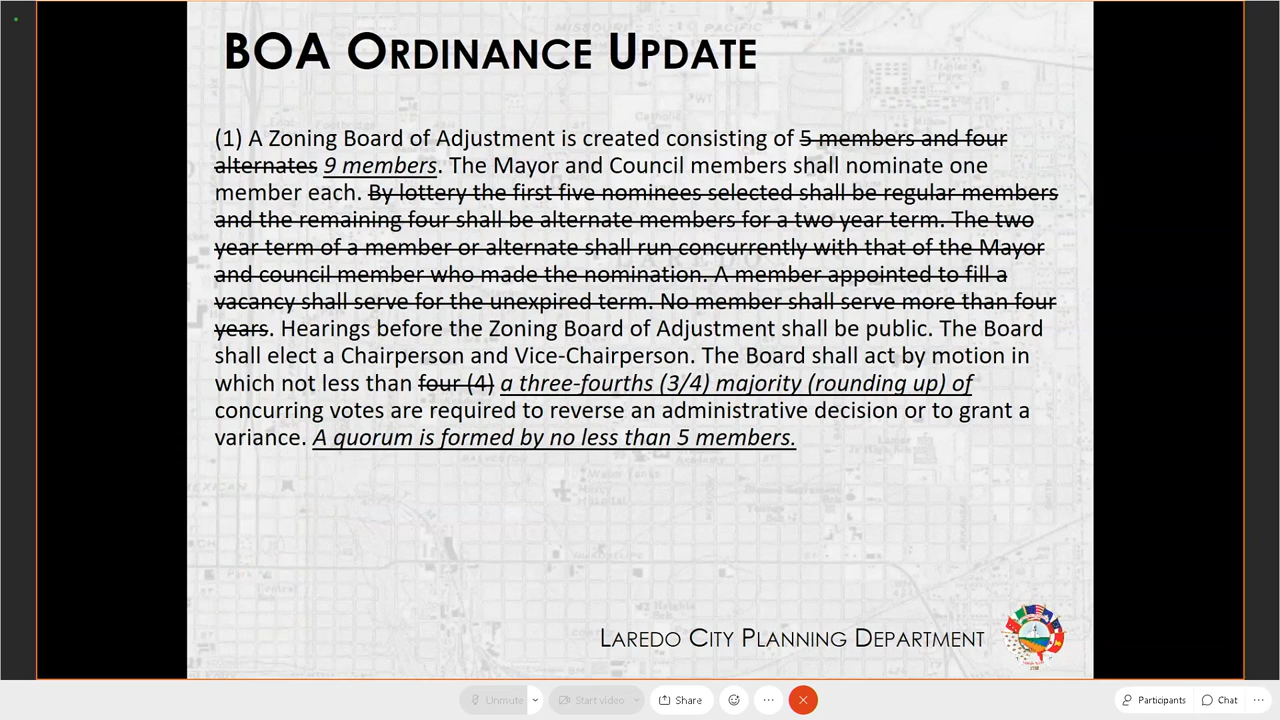 BOA Ordinance Update
(1) A Zoning Board of Adjustment is created consisting of 5 members and four
alternates 9 members. The Mayor and Council members shall nominate one
member each. By lottery the first five nominees selected shall be regular members
and the remaining four shall be alternate members for a two year term. The two
year term of a member or alternate shall run concurrently with that of the Mayor
and council member who made the nomination. A member appointed to fill a
vacancy shall serve for the unexpired term. No member shall serve more than four
years. Hearings before the Zoning Board of Adjustment shall be public. The Board
shall elect a Chairperson and Vice-Chairperson. The Board shall act by motion in
which not less than four (4) a three-fourths (3/4) majority (rounding up) of
concurring votes are required to reverse an administrative decision or to grant a
variance. A quorum is formed by no less than 5 members.
Laredo City Planning Department
Unmute
Start video
Share
Participants
Chat